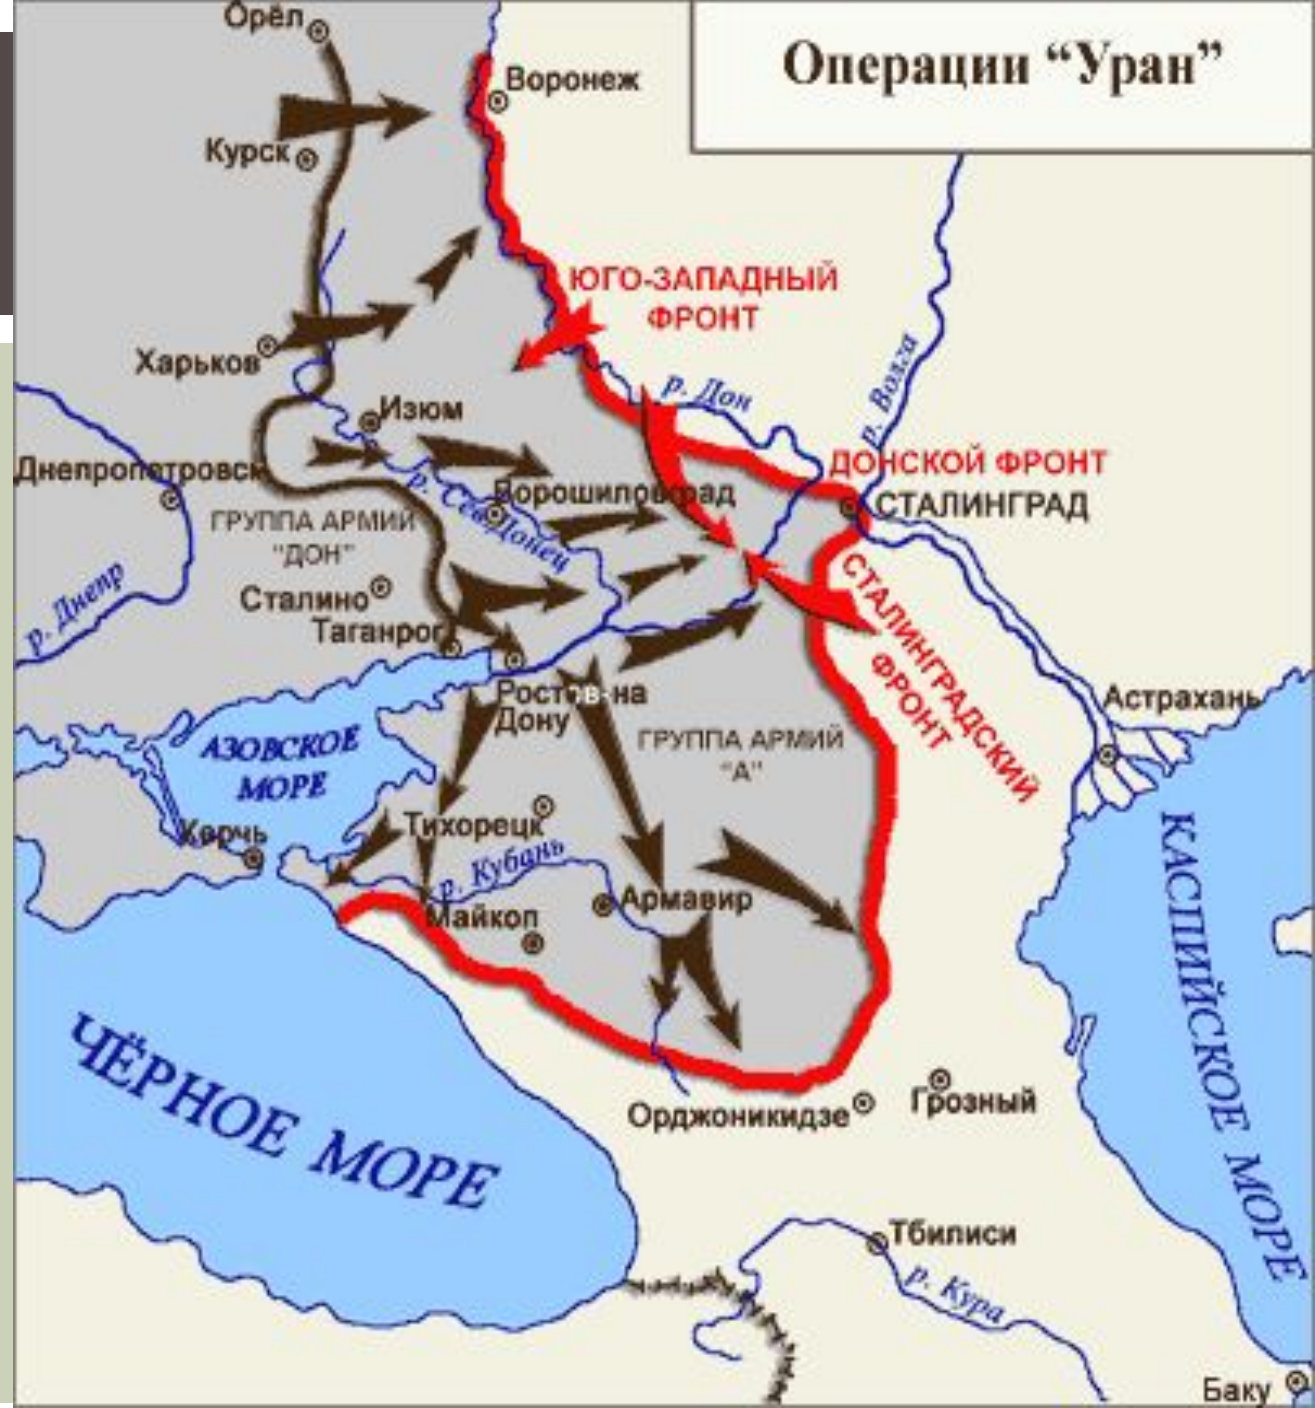 Операции “Уран”
Орёл
Воронеж
Курск
ЮГО-ЗАПАДНЫЙ
ФРОНТ
Харьков
р. Волга
р. Дон
Изюм
Днепропетровск
ДОНСКОЙ ФРОНТ
СТАЛИНГРАД
Ворошиловград
р. Сев.Донец
ГРУППА АРМИЙ
“ДОН”
р. Днепр
Сталино
Таганрог
СТАЛИНГРАДСКИЙ
ФРОНТ
Ростов-на
Дону
Астрахань
АЗОВСКОЕ
МОРЕ
ГРУППА АРМИЙ
“А”
Керчь
Тихорецк
р. Кубань
Армавир
Майкоп
КАСПИЙСКОЕ МОРЕ
ЧЁРНОЕ МОРЕ
Орджоникидзе
Грозный
Тбилиси
р. Кура
Баку